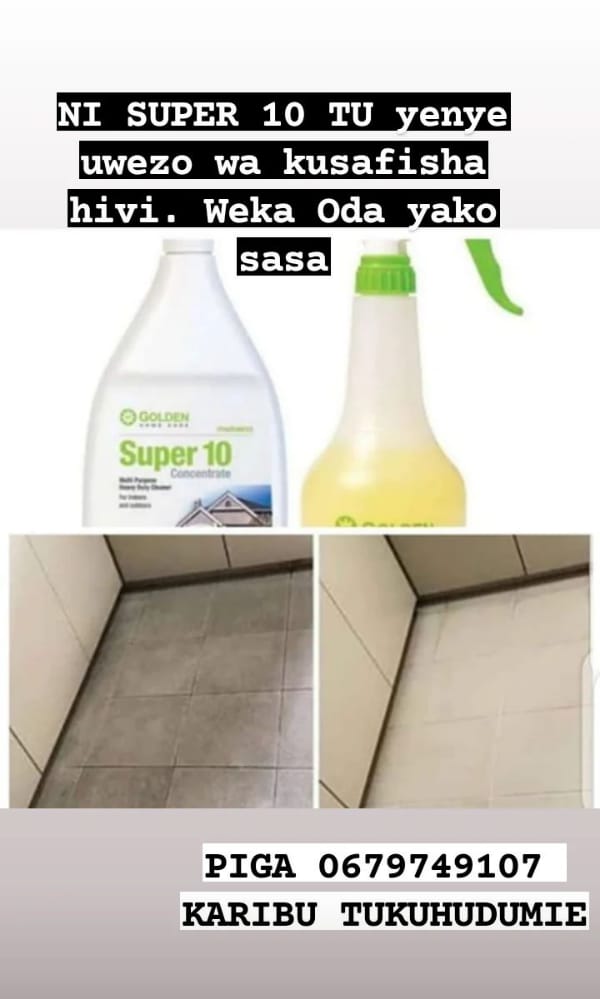 NI SUPER 10 TU yenye
uwezo wa kusafisha
hivi. Weka Oda yako
sasa
GOLDEN
HOME CARE
Super 10
Concentrate
Multi Purpose
Heavy Duty Cleaner
For indoors
and outdoors
GOLDEN
PIGA 0679749107
KARIBU TUKUHUDUMIE